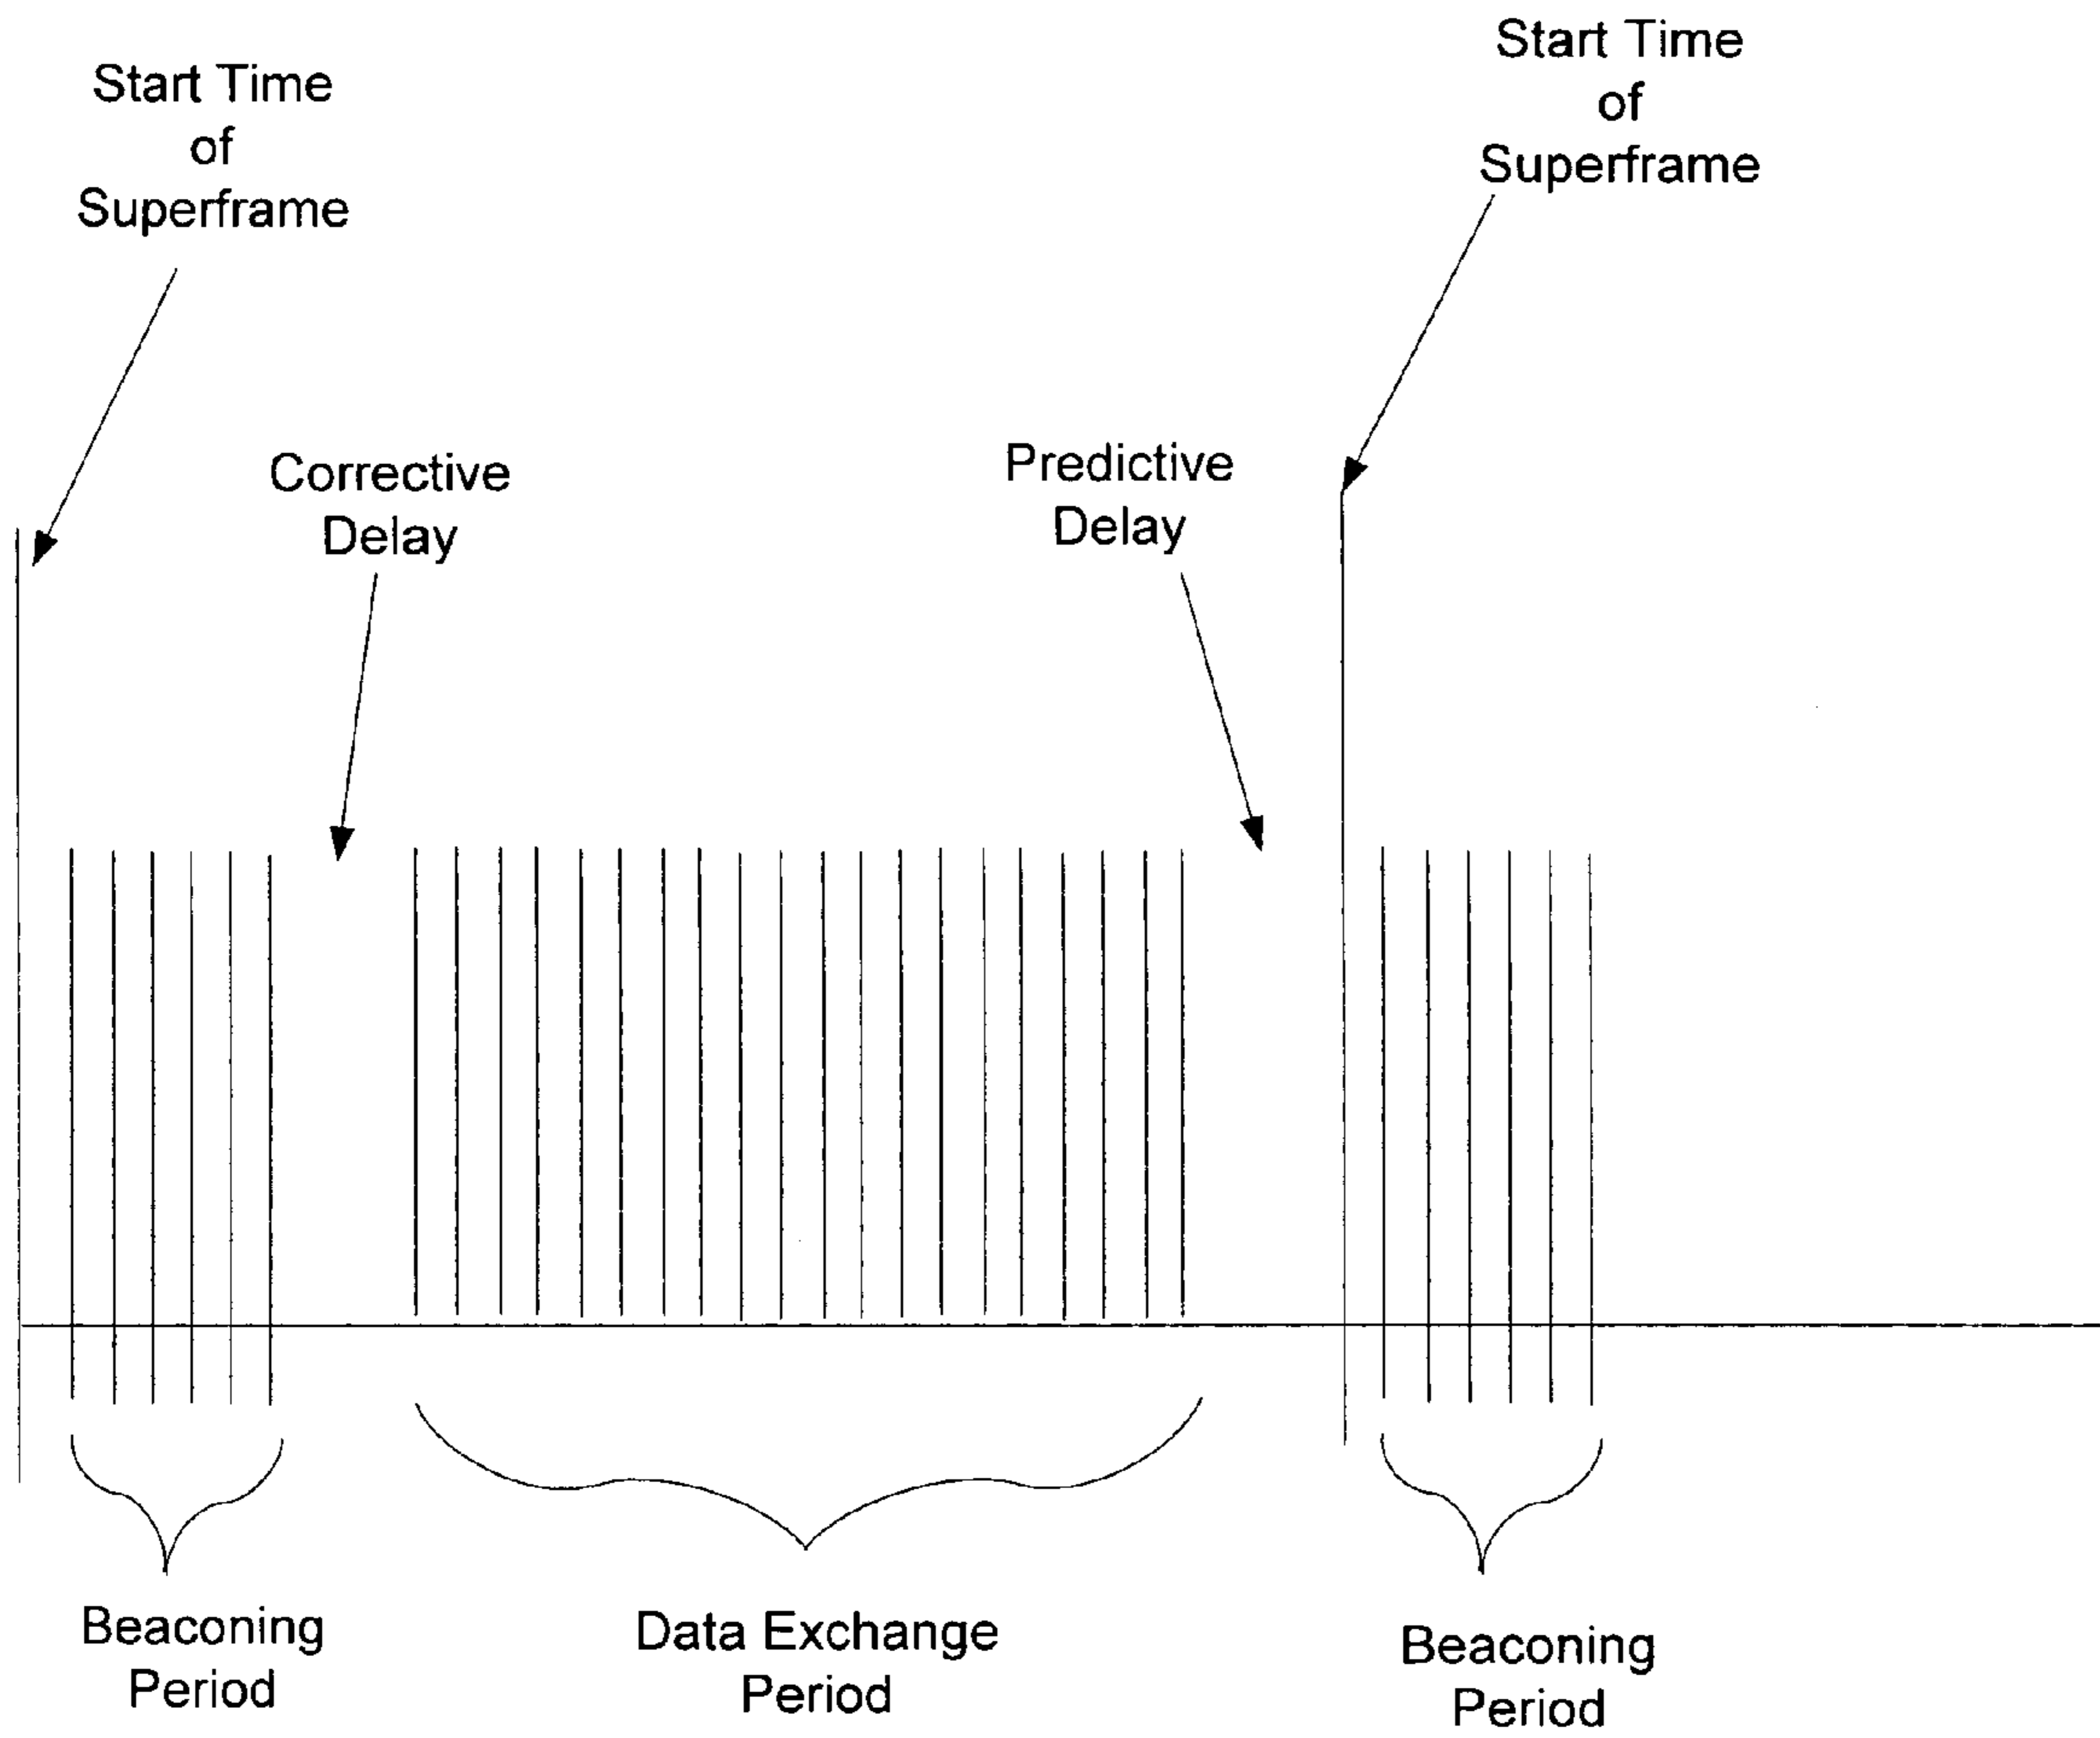 Start Time
of
Superframe
Start Time
of
Superframe
Corrective
Delay
Predictive
Delay
Beaconing
Period
Data Exchange
Period
Beaconing
Period